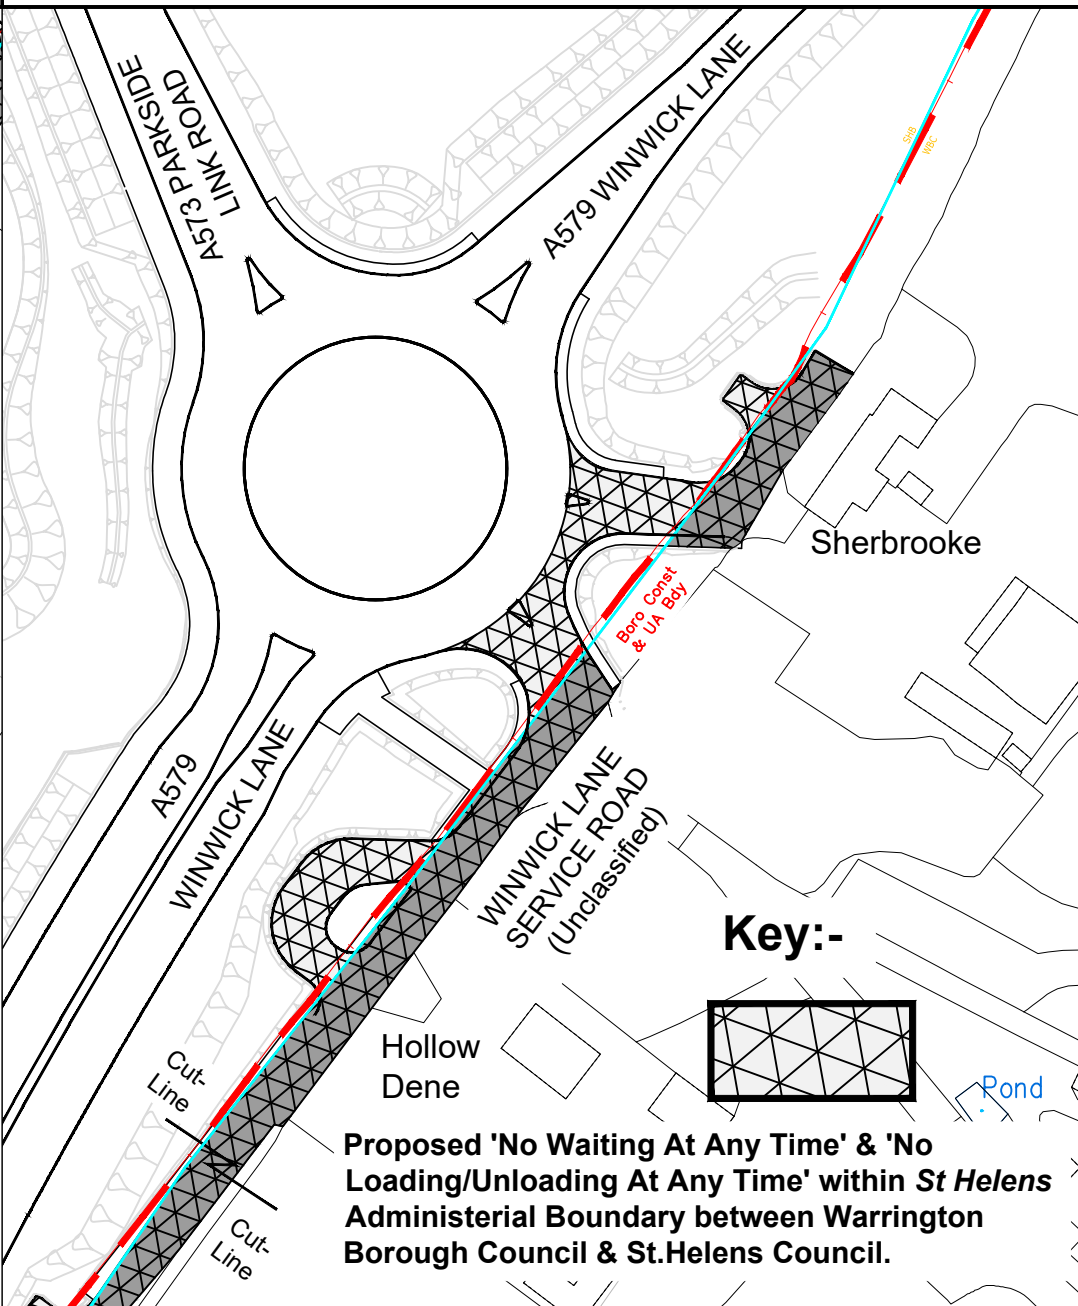 A573 PARKSIDE
LINK ROAD
A579 WINWICK LANE
SHB
WBC
Sherbrooke
Boro Const
& UA Bdy
A579
WINWICK LANE
WINWICK LANE
SERVICE ROAD
(Unclassified)
Key:-
Hollow
Dene
Cut-
Line
Pond
Proposed 'No Waiting At Any Time' & 'No
Loading/Unloading At Any Time' within St Helens
Administerial Boundary between Warrington
Borough Council & St.Helens Council.
Cut-
Line